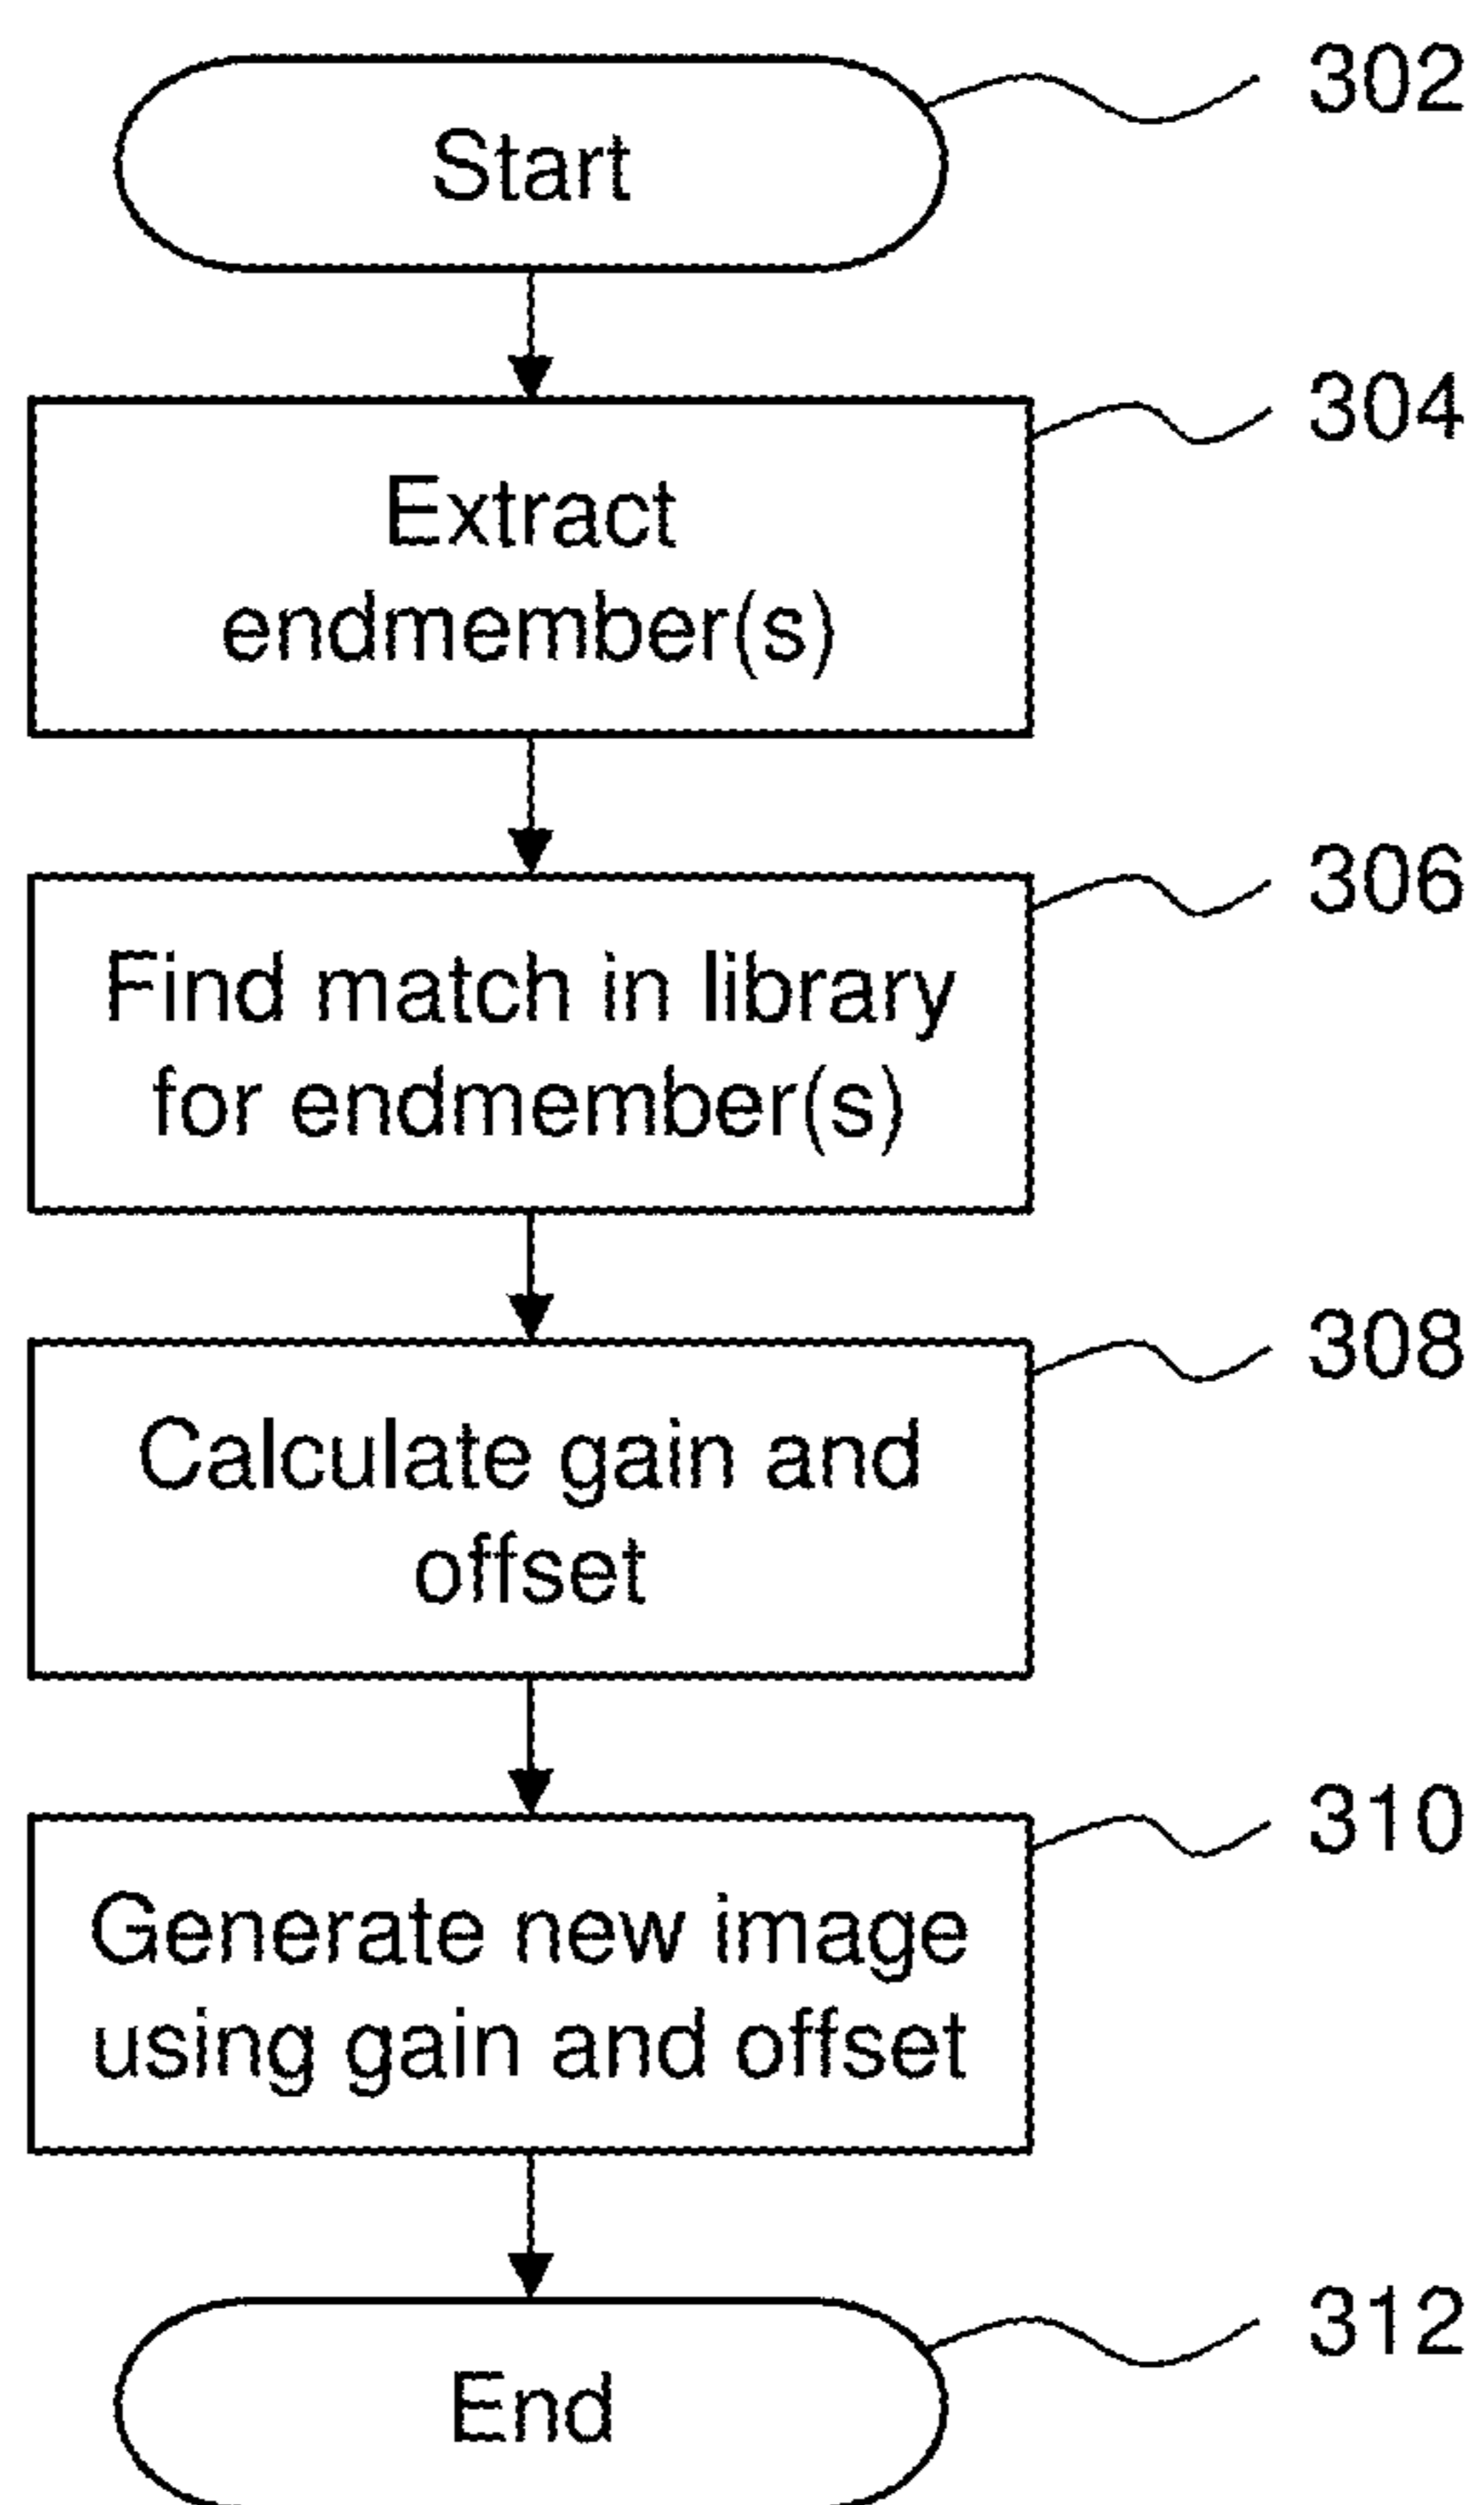 302
Start
304
Extract
endmember(s)
306
Find match in library
for endmember(s)
308
Calculate gain and
offset
310
Generate new image
using gain and offset
312
End